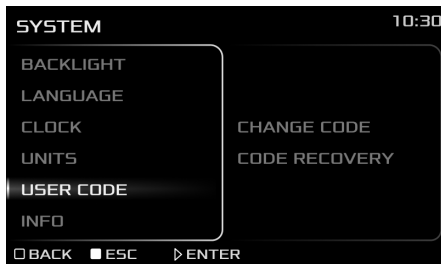 SYSTEM
10:30
BACKLIGHT
LANGUAGE
CLOCK
UNITS
USER CODE
INFO
CHANGE CODE
CODE RECOVERY
BACK ESC ENTER